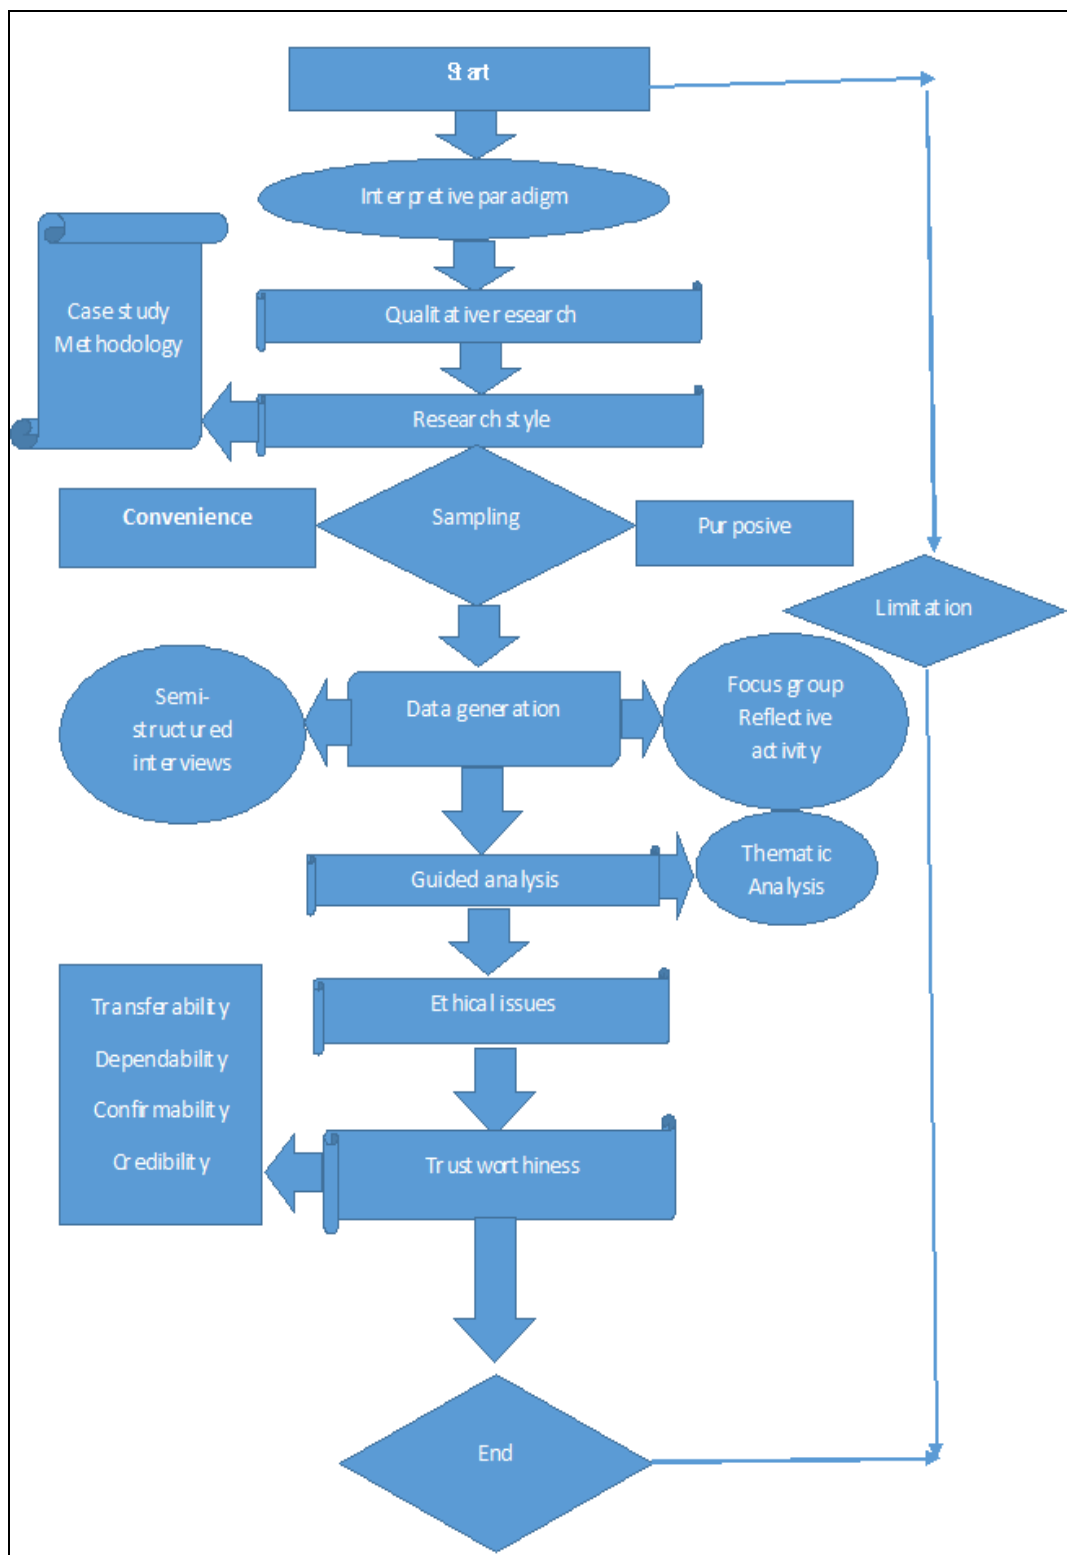 Start
Interpretive paradigm
Case study
Methodology
Qualitative research
Research style
Convenience
Sampling
Purposive
Limitation
Semi-
structured
interviews
Data generation
Focus group
Reflective
activity
Guided analysis
Thematic
Analysis
Ethical issues
Transferability
Dependability
Confirmability
Credibility
Trustworthiness
End